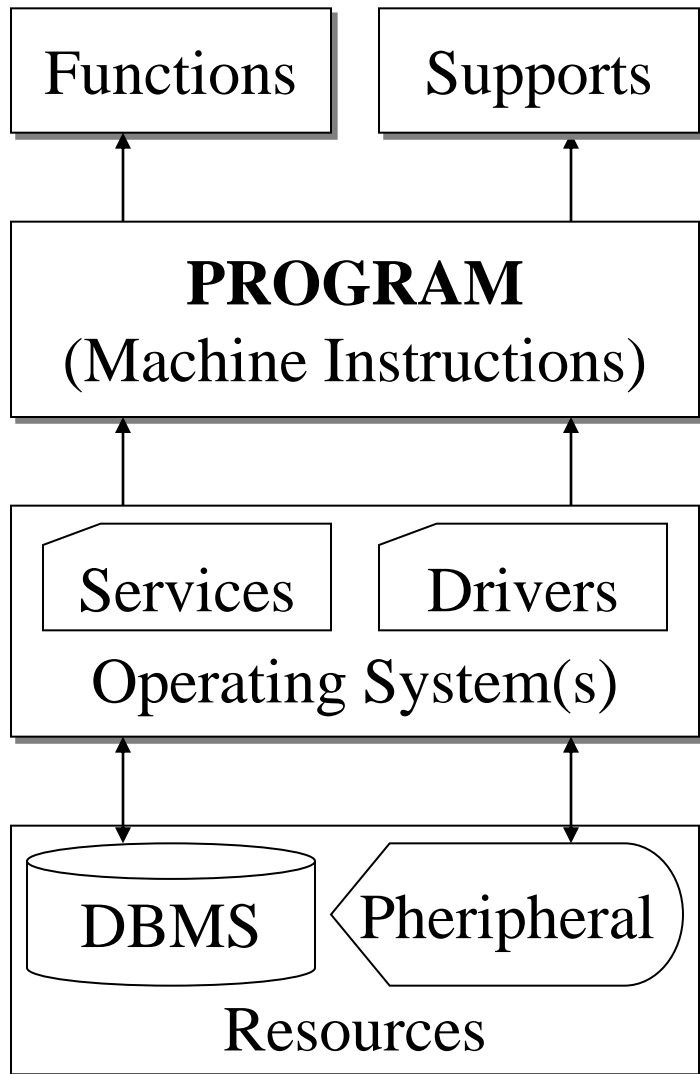 Functions
Supports
PROGRAM
(Machine Instructions)
Services
Drivers
Operating System(s)
DBMS
Pheripheral
Resources